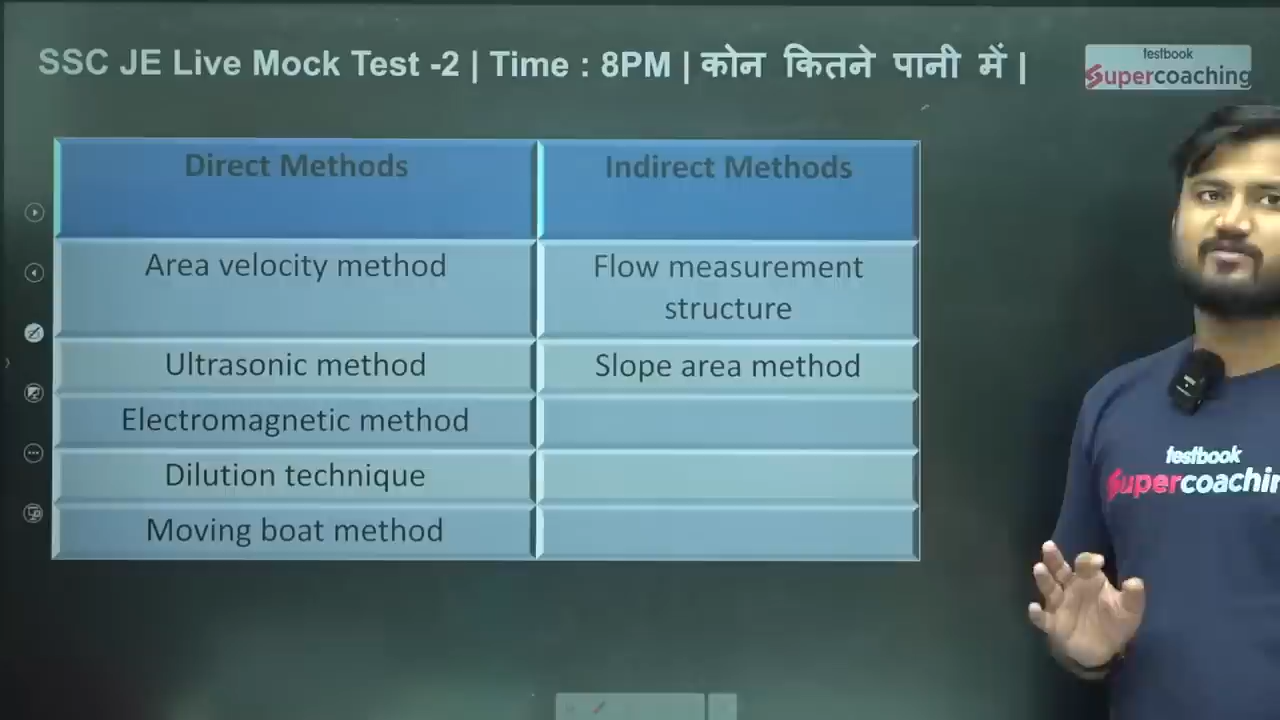 SSC JE Live Mock Test -2 | Time : 8PM | कोन कितने पानी में |
testbook
Supercoaching
Direct Methods
Indirect Methods
Area velocity method
Flow measurement
structure
Ultrasonic method
Slope area method
Electromagnetic method
Dilution technique
Moving boat method
testbook
Supercoachin